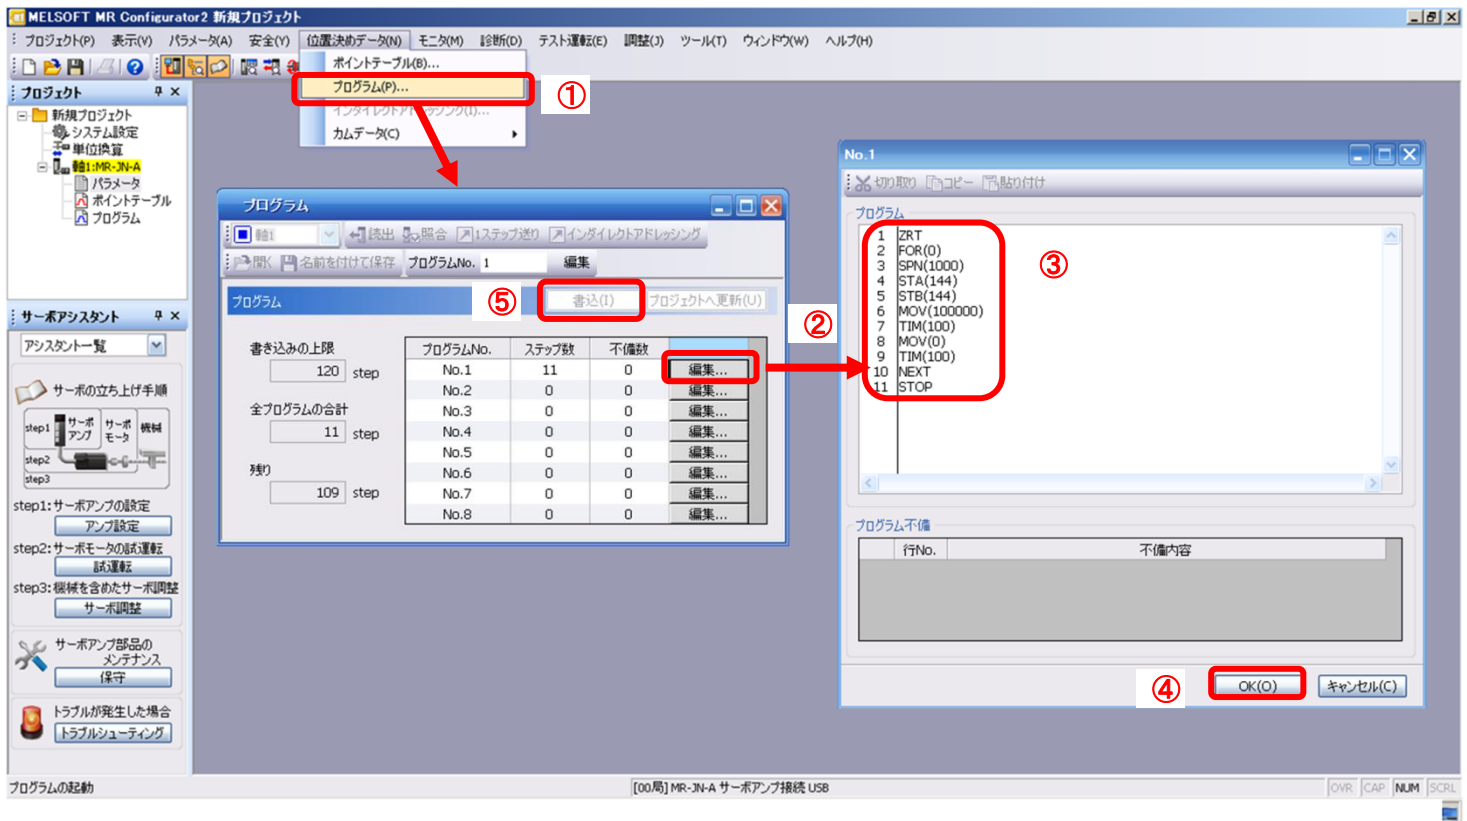 MELSOFT MR Configurator2 新規プロジェクト
プロジェクト(P) 表示(V) パラメータ(A) 安全(Y) 位置決めデータ(N) モニタ(M) 診断(D) テスト運転(E) 調整(J) ツール(T) ウィンドウ(W) ヘルプ(H)
ポイントテーブル(B)...
プログラム(P)...
①
インダイレクトアドレッシング(I)...
カムデータ(C)
プロジェクト
新規プロジェクト
システム設定
単位換算
軸1:MR-JN-A
パラメータ
ポイントテーブル
プログラム
サーボアシスタント
アシスタント一覧
サーボの立ち上げ手順
step1 サーボアンプ サーボモータ 機械
step2
step3
step1:サーボアンプの設定
アンプ設定
step2:サーボモータの試運転
試運転
step3:機械を含めたサーボ調整
サーボ調整
サーボアンプ部品の
メンテナンス
保守
トラブルが発生した場合
トラブルシューティング
プログラム
軸1 読出 照合 1ステップ送り インダイレクトアドレッシング
開く 名前を付けて保存 プログラムNo. 1 編集
プログラム ⑤ 書込(I) プロジェクトへ更新(U)
書き込みの上限
120 step
全プログラムの合計
11 step
残り
109 step
プログラムNo. ステップ数 不備数
No.1 11 0 編集...
No.2 0 0 編集...
No.3 0 0 編集...
No.4 0 0 編集...
No.5 0 0 編集...
No.6 0 0 編集...
No.7 0 0 編集...
No.8 0 0 編集...
②
No.1
切り取り コピー 貼り付け
プログラム
1 ZRT
2 FOR(0)
3 SPN(1000)
4 STA(144)
5 STB(144)
6 MOV(100000)
7 TIM(100)
8 MOV(0)
9 TIM(100)
10 NEXT
11 STOP
③
プログラム不備
行No. 不備内容
④ OK(O) キャンセル(C)
プログラムの起動 [00局] MR-JN-A サーボアンプ接続 USB OVR CAP NUM SCRL